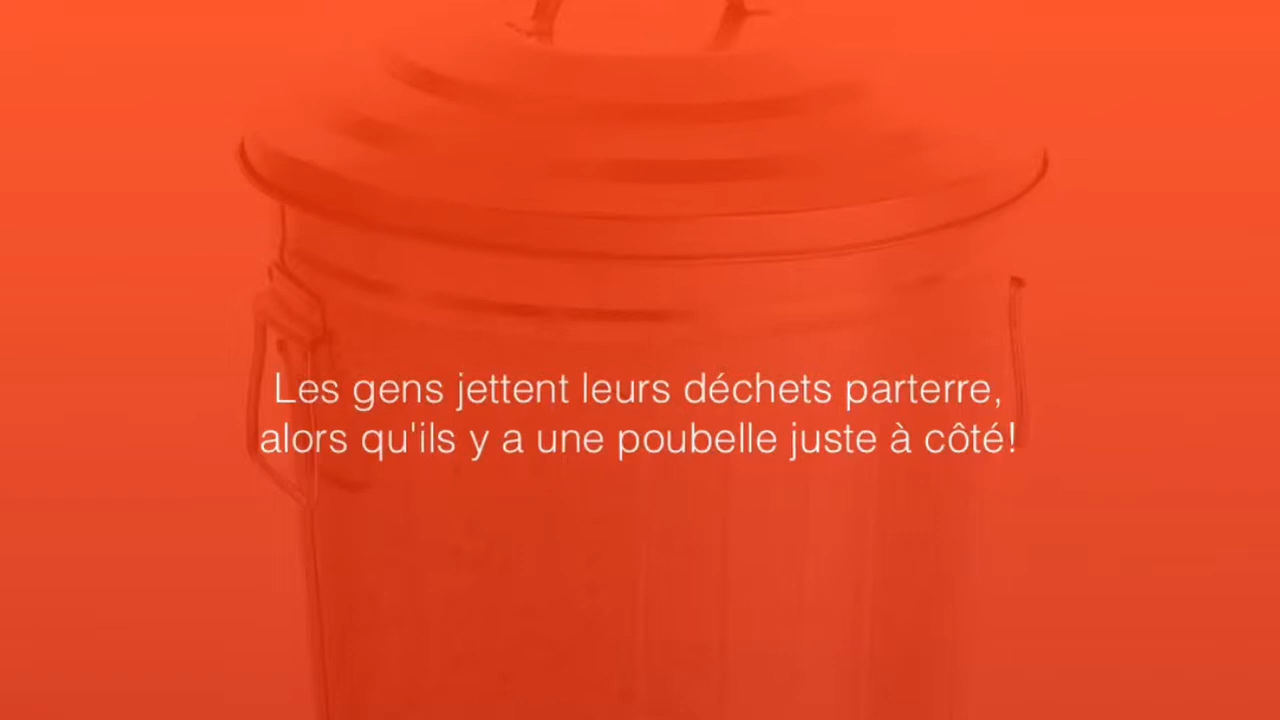 Les gens jettent leurs déchets parterre,
alors qu'ils y a une poubelle juste à côté!